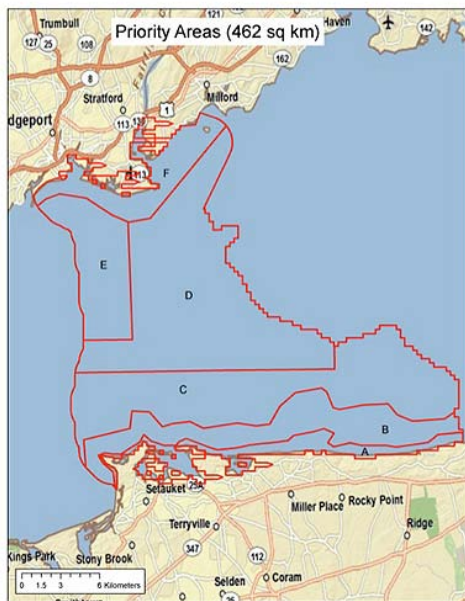 Trumbull
121
Haven
142
127
25
108
Priority Areas (462 sq km)
8
162
Stratford
Milford
1
dgeport
113
113
F
E
D
C
B
A
Setauket
25A
Miller Place
Rocky Point
Terryville
Ridge
347
Kings Park
Stony Brook
112
0 1.5 3 6 Kilometers
Selden
Coram
25